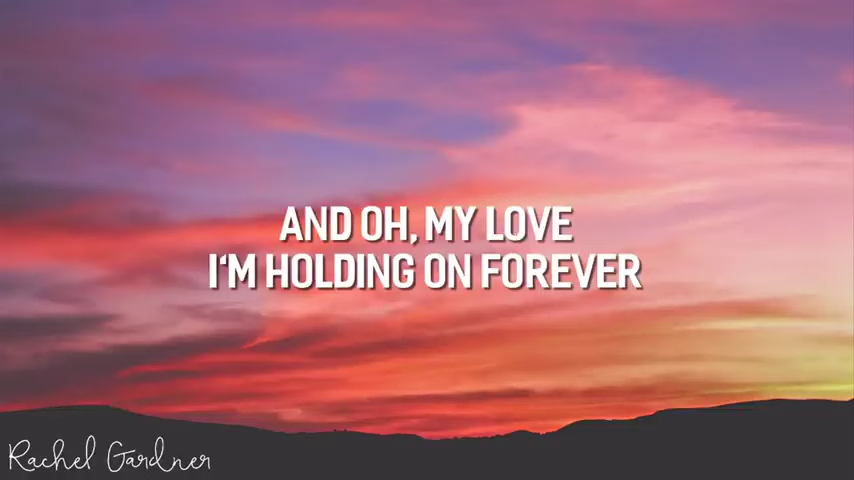 AND OH, MY LOVE
I‘M HOLDING ON FOREVER
Rachel Gardner